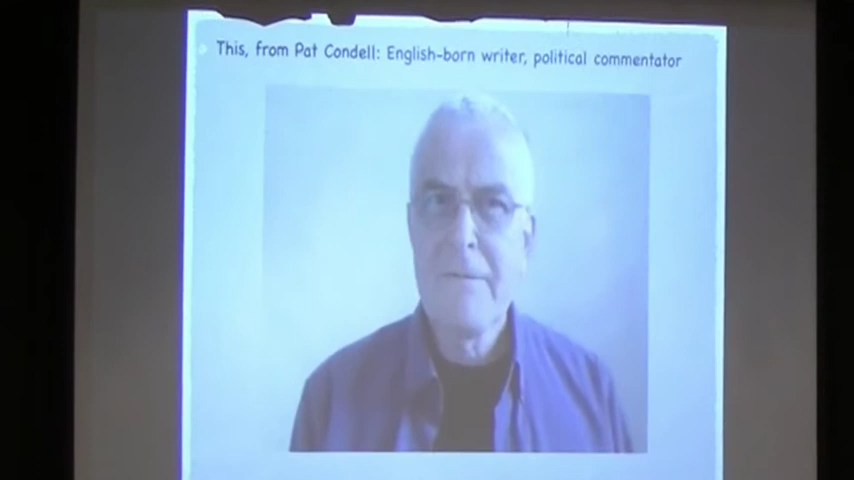 This, from Pat Condell: English-born writer, political commentator